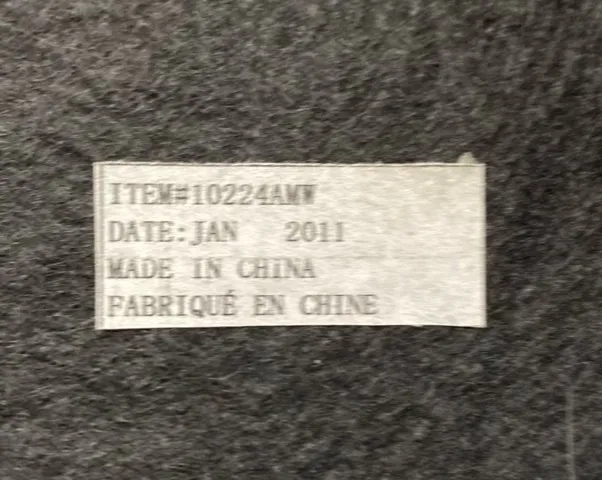 ITEM#10224AMW
DATE:JAN 2011
MADE IN CHINA
FABRIQUÉ EN CHINE